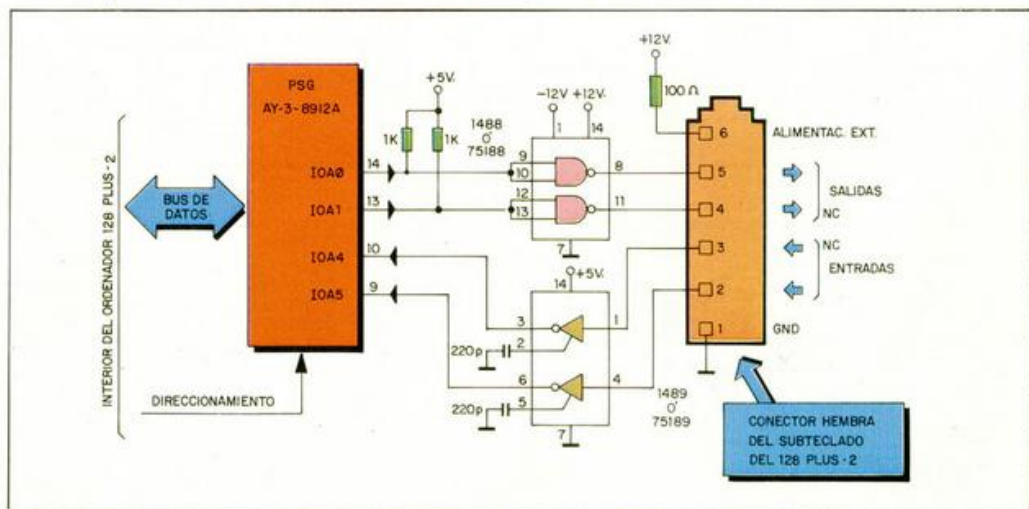 INTERIOR DEL ORDENADOR 128 PLUS-2
BUS DE
DATOS
DIRECCIONAMIENTO
PSG
AY-3-8912A
IOA0
IOA1
IOA4
IOA5
14
13
10
9
+5V.
1K
1K
1488
O'
75188
-12V
+12V.
1
14
9
10
8
12
13
11
7
+5V.
14
3
1
2
220p
6
4
5
220p
7
1489
O'
75189
+12V.
100Ω
6
5
4
3
2
1
ALIMENTAC. EXT.
SALIDAS
NC
NC
ENTRADAS
GND
CONECTOR HEMBRA
DEL SUBTECLADO
DEL 128 PLUS-2